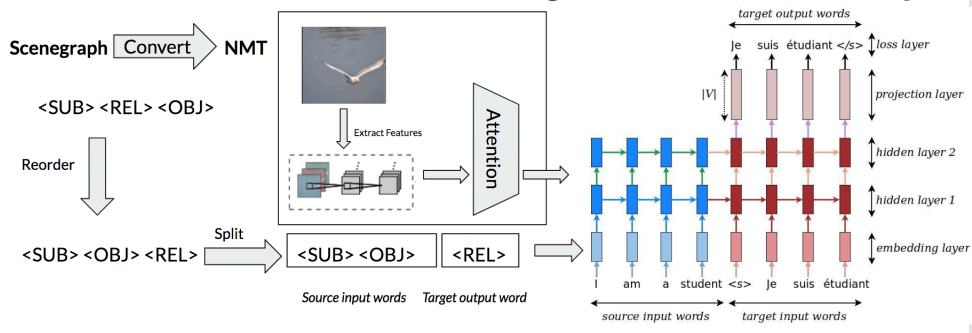 Scenegraph Convert NMT
<SUB> <REL> <OBJ>
Reorder
<SUB> <OBJ> <REL>
Split
Extract Features
Attention
<SUB> <OBJ>
<REL>
Source input words
Target output word
target output words
Je suis étudiant </s>
loss layer
|V|
projection layer
hidden layer 2
hidden layer 1
embedding layer
I am a student <s> Je suis étudiant
source input words
target input words